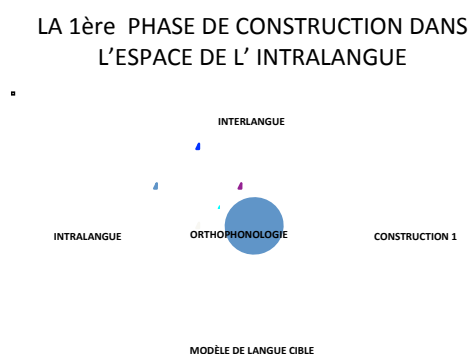 LA 1ère PHASE DE CONSTRUCTION DANS
L’ESPACE DE L’ INTRALANGUE
INTERLANGUE
INTRALANGUE
ORTHOPHONOLOGIE
CONSTRUCTION 1
MODÈLE DE LANGUE CIBLE